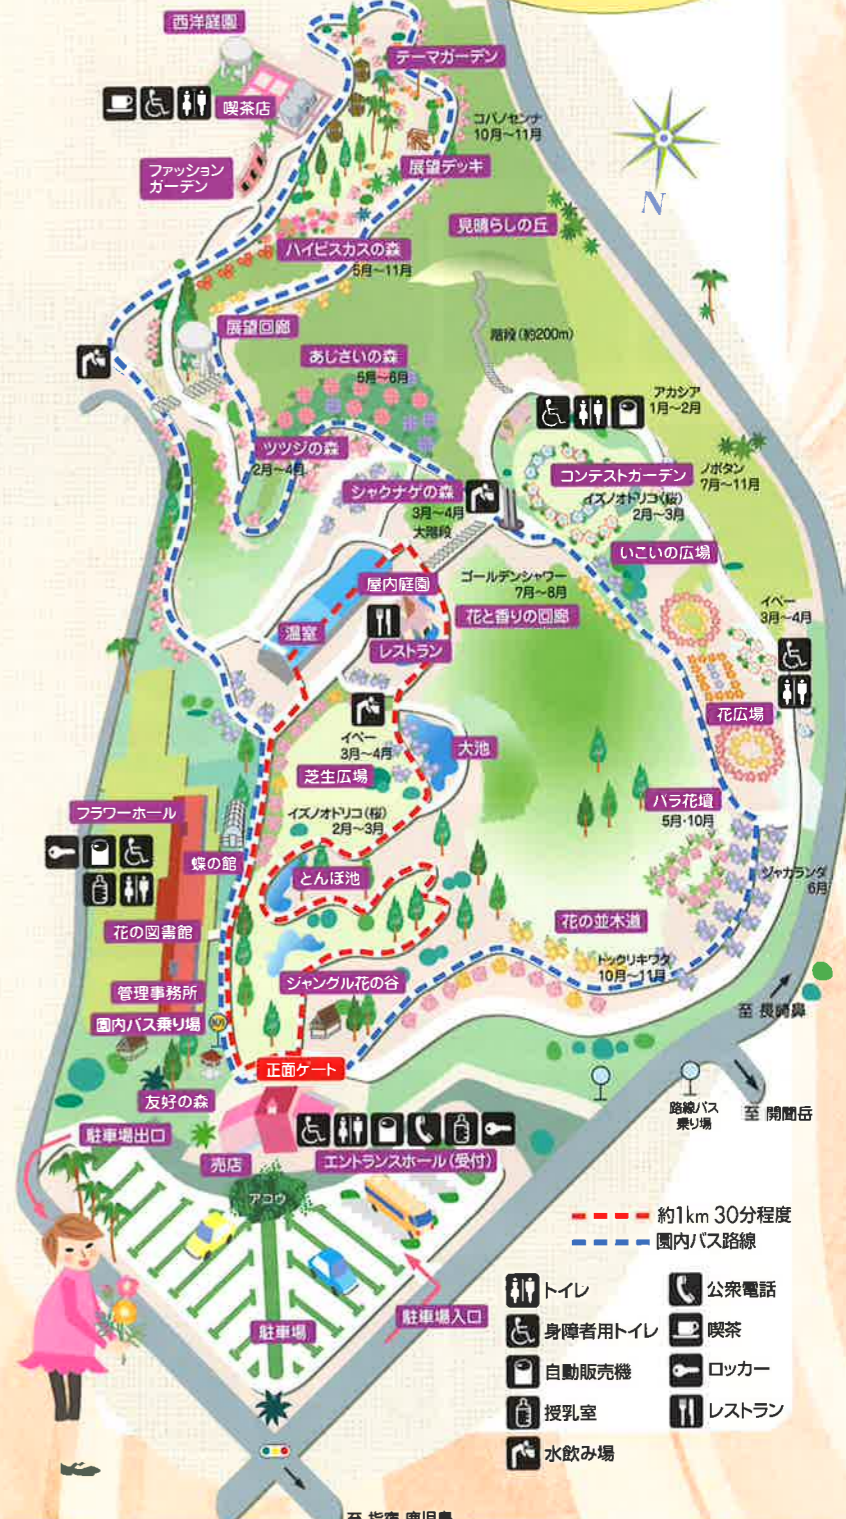 西洋庭園
テーマガーデン
喫茶店
コバノセンナ
10月～11月
ファッション
ガーデン
展望デッキ
N
見晴らしの丘
ハイビスカスの森
5月～11月
展望回廊
階段(約200m)
あじさいの森
5月～6月
アカシア
1月～2月
ツツジの森
2月～4月
コンテストガーデン
ノボタン
7月～11月
シャクナゲの森
3月～4月
イズノオドリコ(桜)
2月～3月
大階段
いこいの広場
屋内庭園
ゴールデンシャワー
7月～8月
イペー
3月～4月
花と香りの回廊
温室
レストラン
花広場
イペー
3月～4月
大池
芝生広場
バラ花壇
5月・10月
フラワーホール
イズノオドリコ(桜)
2月～3月
蝶の館
とんぼ池
ジャカランダ
6月
花の図書館
花の並木道
トックリキワタ
10月～11月
管理事務所
ジャングル花の谷
園内バス乗り場
至 長崎鼻
正面ゲート
友好の森
路線バス
乗り場
至 開聞岳
駐車場出口
売店
エントランスホール(受付)
アコウ
約1km 30分程度
園内バス路線
駐車場入口
駐車場
トイレ
公衆電話
身障者用トイレ
喫茶
自動販売機
ロッカー
授乳室
レストラン
水飲み場
至 指宿 鹿児島